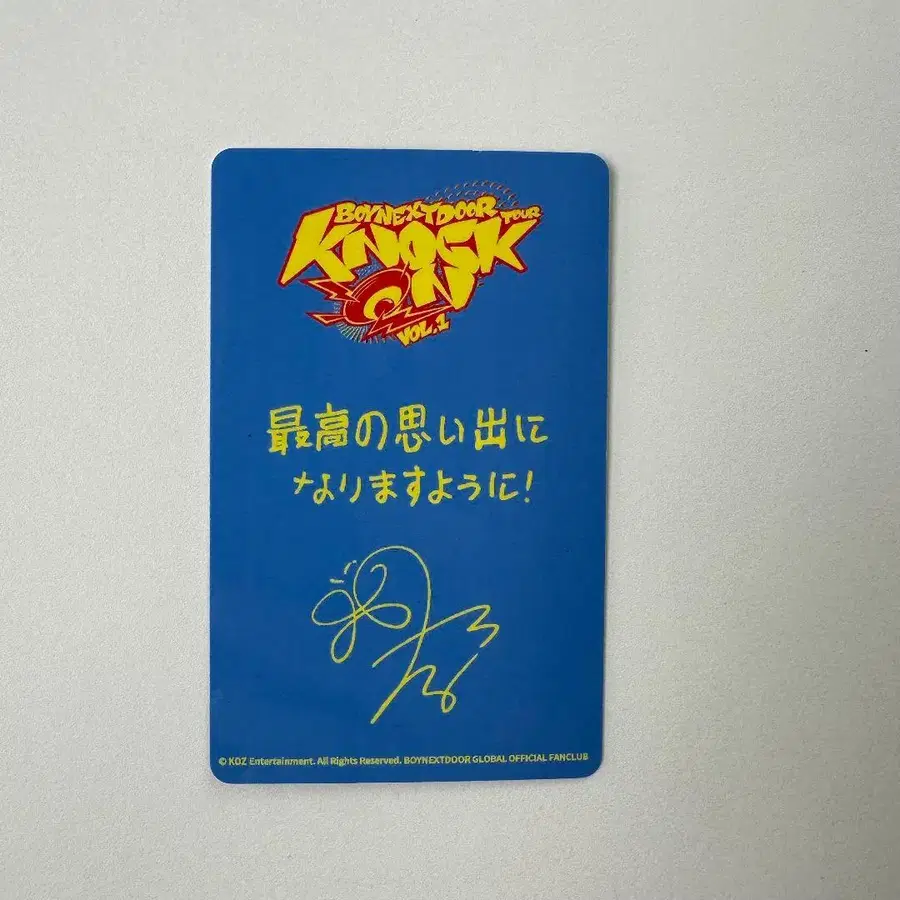 BOYNEXTDOOR TOUR
KNOCK
ON
VOL.1
最高の思い出に
なりますように!
© KOZ Entertainment. All Rights Reserved. BOYNEXTDOOR GLOBAL OFFICIAL FANCLUB